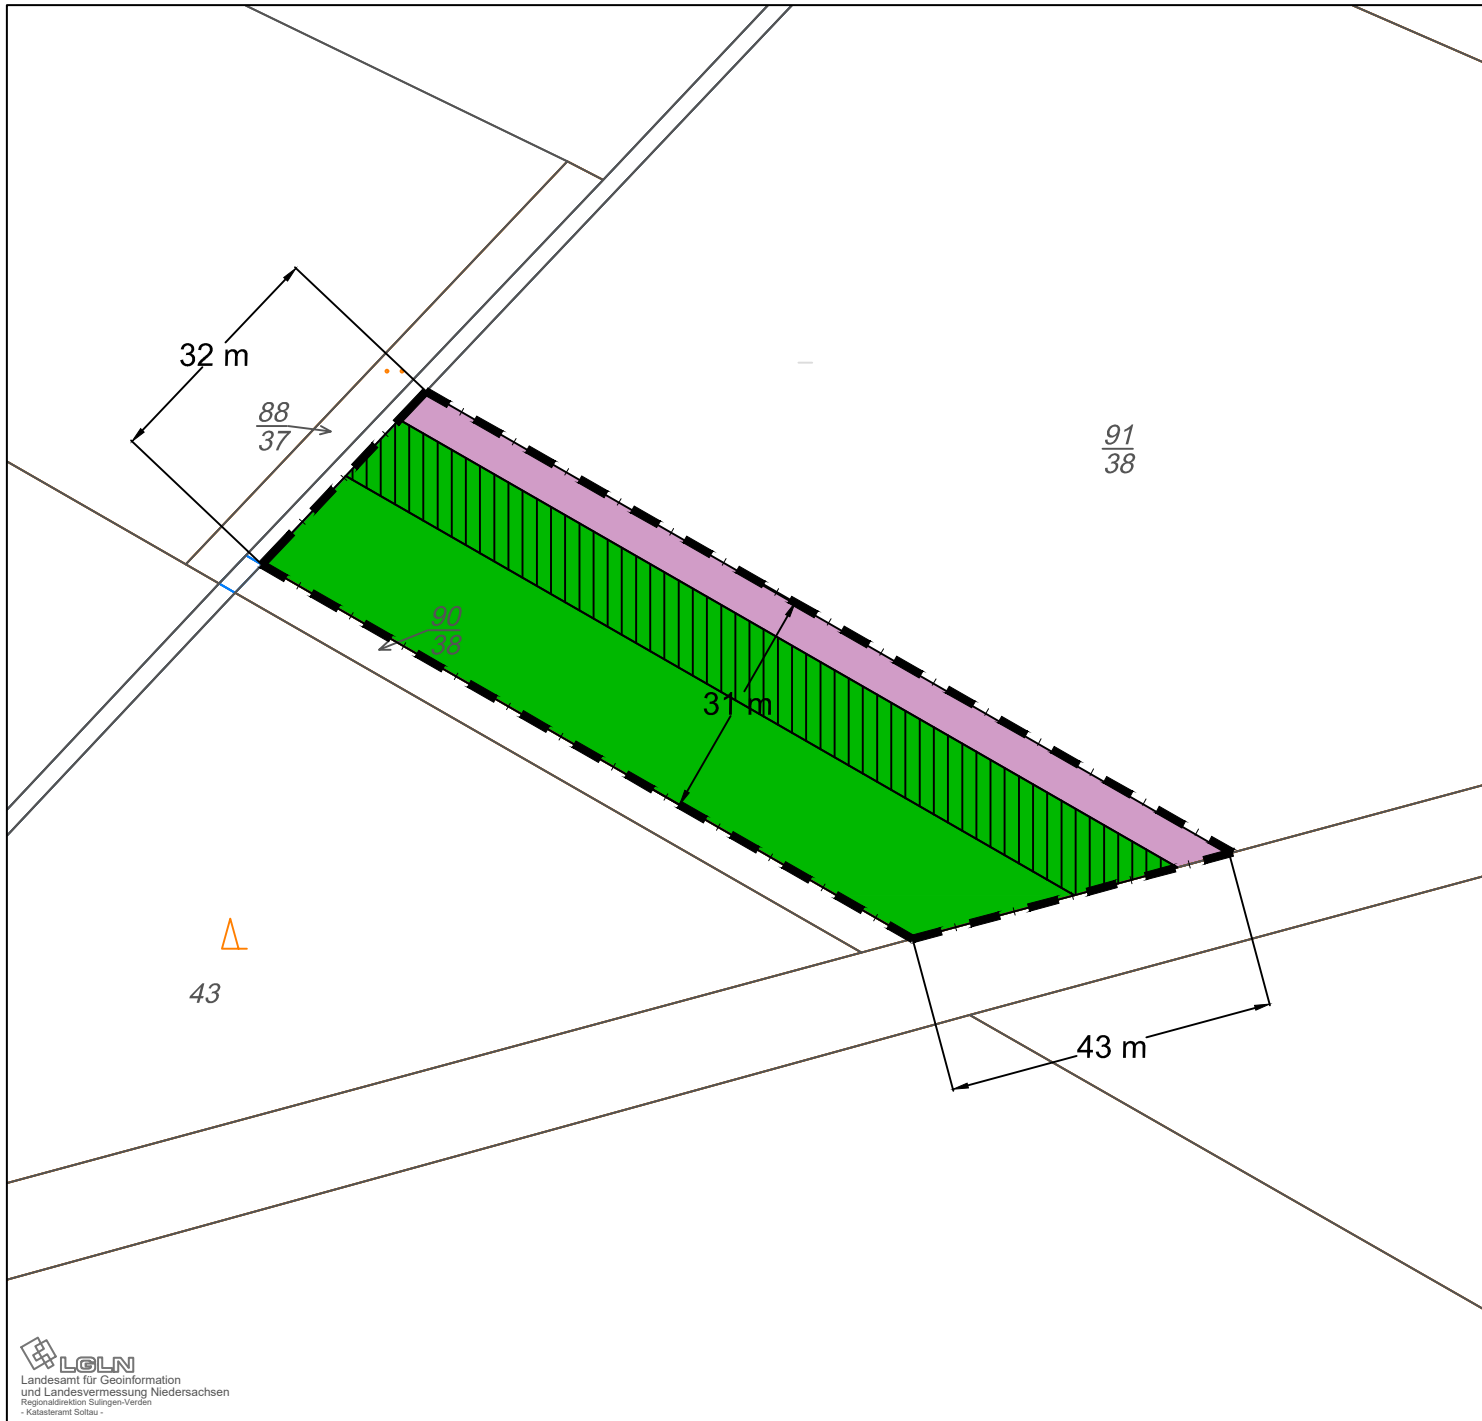 32 m
88
37
91
38
90
38
31 m
43
43 m
LGLN
Landesamt für Geoinformation
und Landesvermessung Niedersachsen
Regionaldirektion Sulingen-Verden
- Katasteramt Soltau -